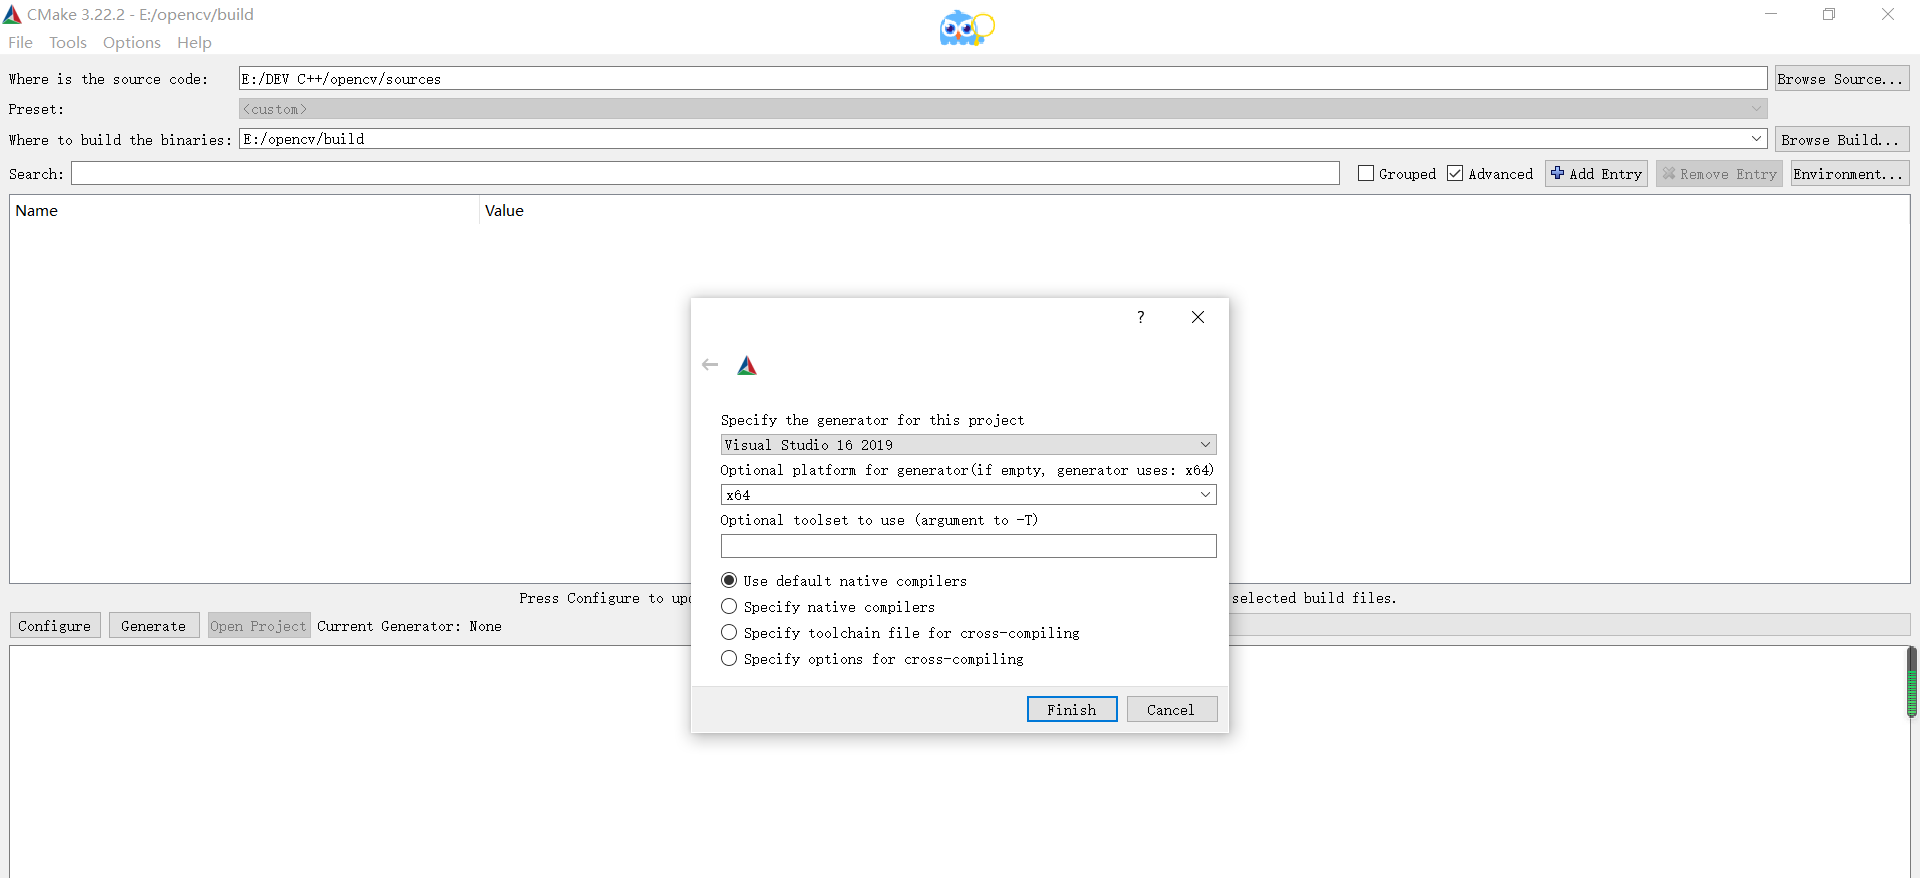 CMake 3.22.2 - E:/opencv/build
File Tools Options Help
Where is the source code: E:/DEV C++/opencv/sources Browse Source...
Preset: <custom>
Where to build the binaries: E:/opencv/build Browse Build...
Search: Grouped Advanced Add Entry Remove Entry Environment...
Name Value
?
Specify the generator for this project
Visual Studio 16 2019
Optional platform for generator(if empty, generator uses: x64)
x64
Optional toolset to use (argument to -T)
Use default native compilers
Specify native compilers
Specify toolchain file for cross-compiling
Specify options for cross-compiling
Finish Cancel
Press Configure to selected build files.
Configure Generate Open Project Current Generator: None